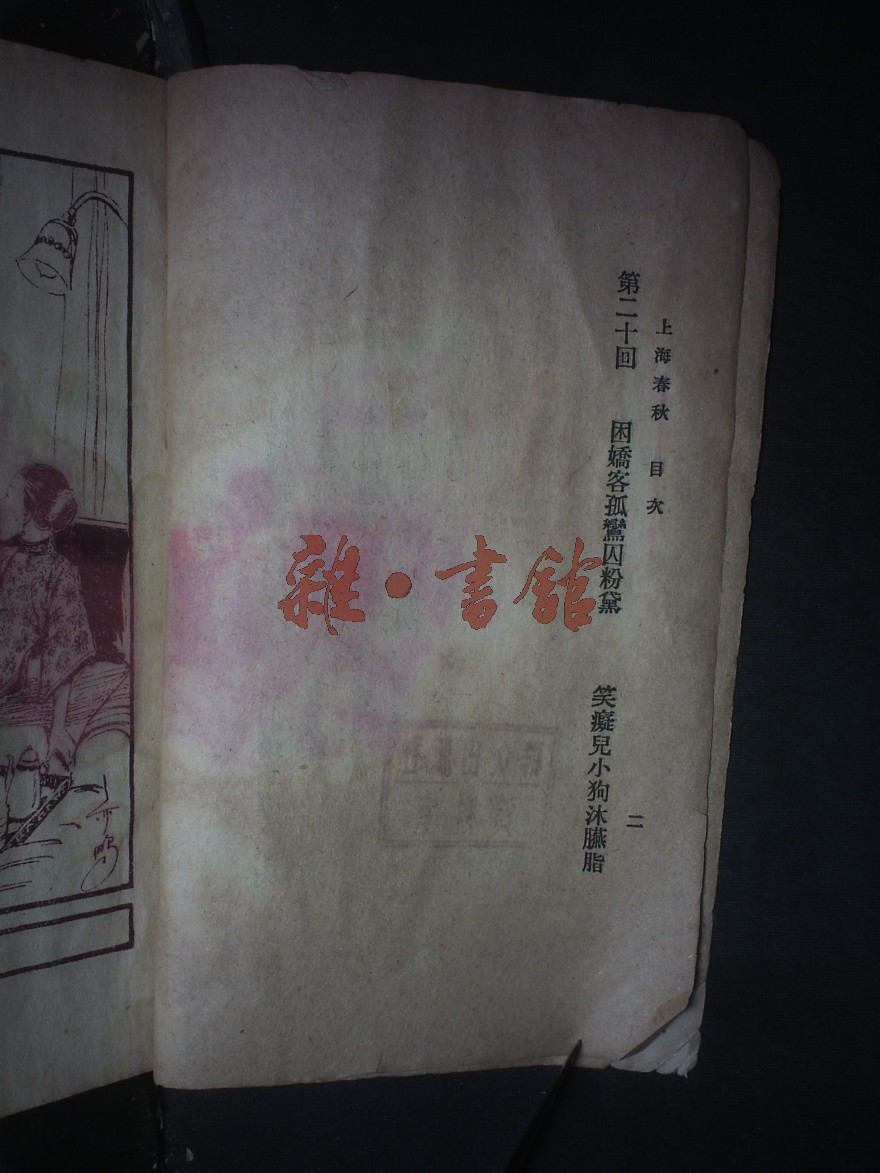 上海春秋 目次
二
第二十回 困嬌客孤鸞囚粉黛 笑癡兒小狗沐臙脂
雜·書館